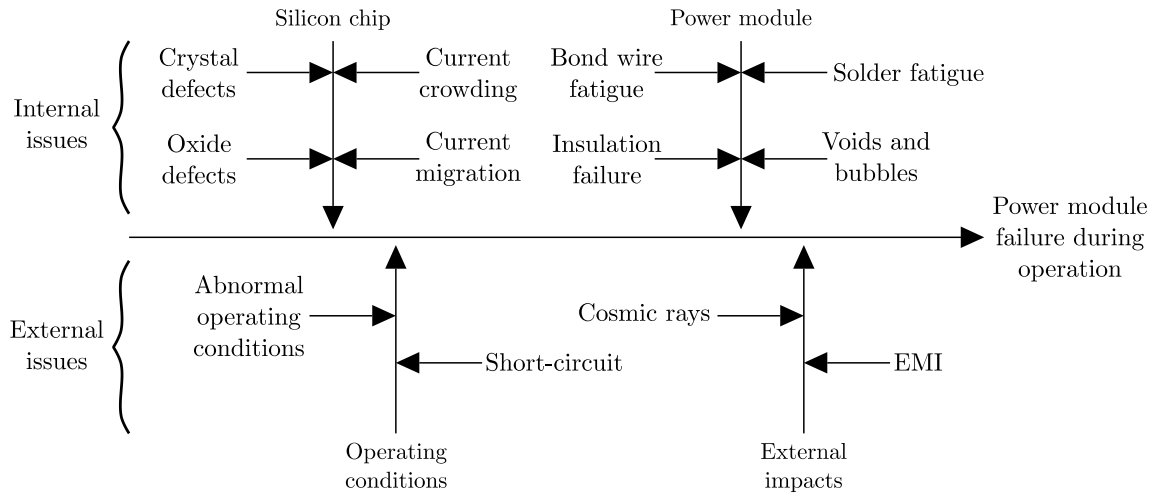 Silicon chip
Power module
Crystal
defects
Current
crowding
Bond wire
fatigue
Solder fatigue
Internal
issues
Oxide
defects
Current
migration
Insulation
failure
Voids and
bubbles
Power module
failure during
operation
External
issues
Abnormal
operating
conditions
Short-circuit
Cosmic rays
EMI
Operating
conditions
External
impacts